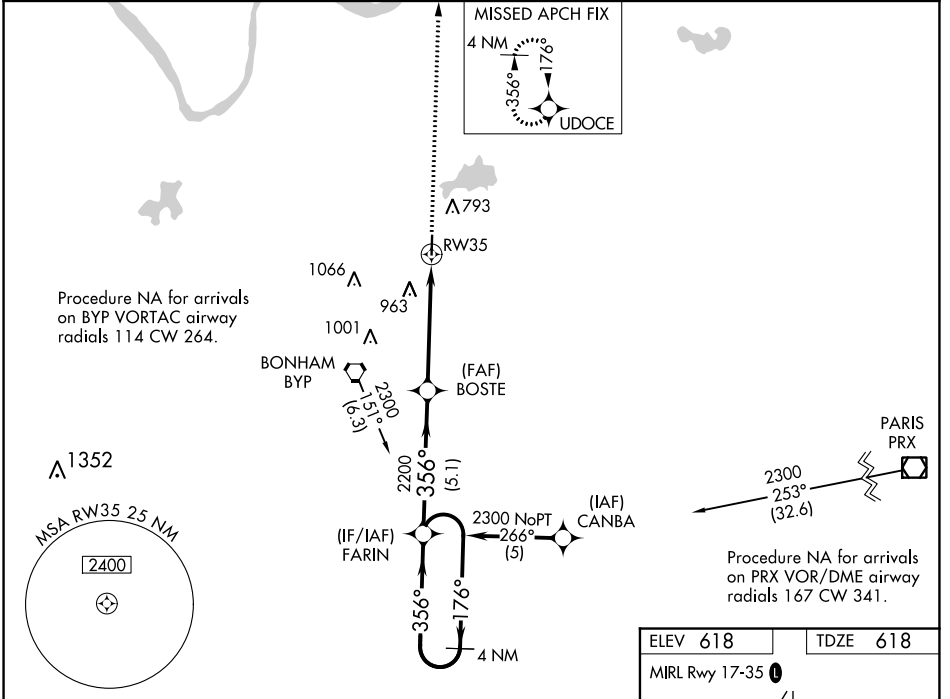 MISSED APCH FIX
4 NM
176°
356°
UDOCE
793
RW35
1066
963
1001
Procedure NA for arrivals
on BYP VORTAC airway
radials 114 CW 264.
BONHAM
BYP
2300
151°
(6.3)
(FAF)
BOSTE
PARIS
PRX
1352
2200
356°
(5.1)
2300
253°
(32.6)
MSA RW35 25 NM
2400
(IF/IAF)
FARIN
2300 NoPT
266°
(5)
(IAF)
CANBA
Procedure NA for arrivals
on PRX VOR/DME airway
radials 167 CW 341.
356°
176°
4 NM
ELEV 618
TDZE 618
MIRL Rwy 17-35 L